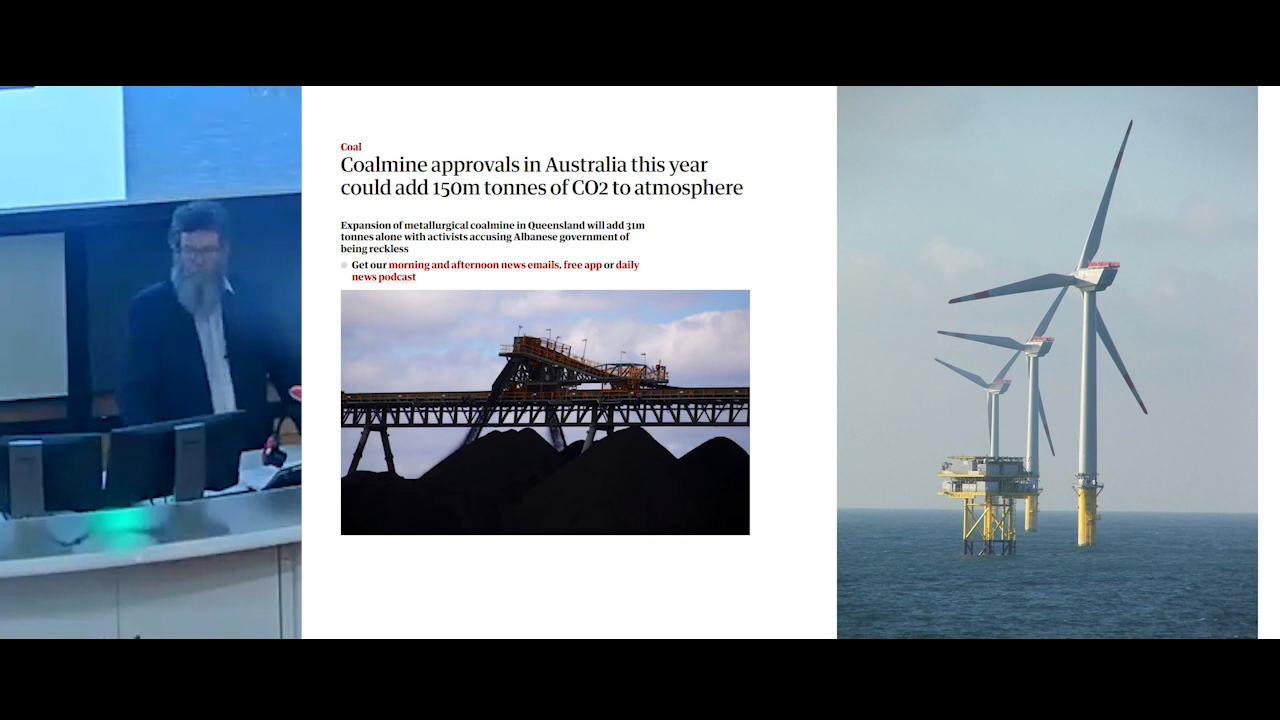 Coal
Coalmine approvals in Australia this year
could add 150m tonnes of CO2 to atmosphere
Expansion of metallurgical coalmine in Queensland will add 31m
tonnes alone with activists accusing Albanese government of
being reckless
Get our morning and afternoon news emails, free app or daily
news podcast